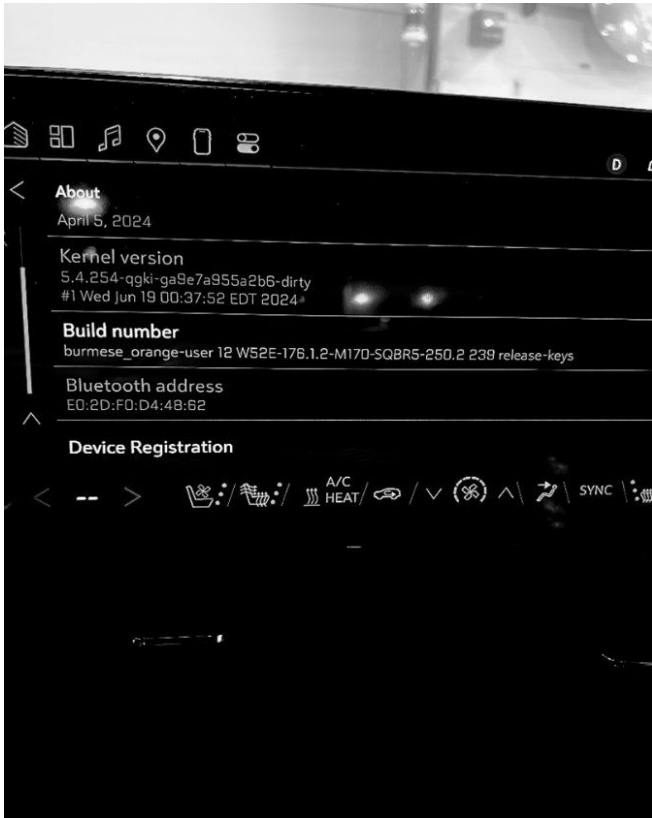 D
About
April 5, 2024
Kernel version
5.4.254-qgki-ga9e7a955a2b6-dirty
#1 Wed Jun 19 00:37:52 EDT 2024
Build number
burmese_orange-user 12 W52E-176.1.2-M170-SQBR5-250.2 239 release-keys
Bluetooth address
E0:2D:F0:D4:48:62
Device Registration
< -- >
A/C
HEAT
SYNC